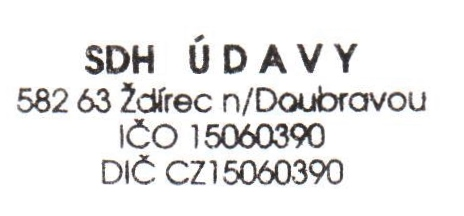 SDH ÚDAVY
582 63 Ždírec n/Doubravou
IČO 15060390
DIČ CZ15060390